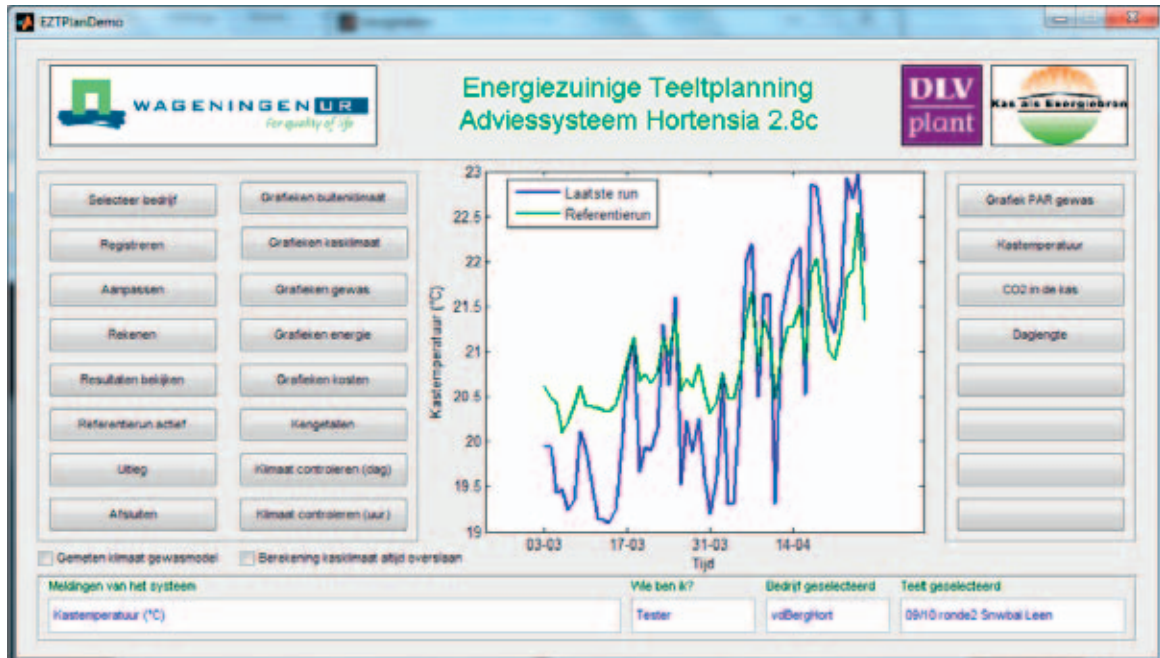 EZTPlanDemo
WAGENINGEN UR
For quality of life
Energiezuinige Teeltplanning
Adviessysteem Hortensia 2.8c
DLV
plant
Kas als Energiebron
Selecteer bedrijf
Registreren
Aanpassen
Rekenen
Resultaten bekijken
Referentierun actief
Uitleg
Afsluiten
Grafieken buitenklimaat
Grafieken kasklimaat
Grafieken gewas
Grafieken energie
Grafieken kosten
Kengetallen
Klimaat controleren (dag)
Klimaat controleren (uur)
Laatste run
Referentierun
Kastemperatuur (°C)
23
22.5
22
21.5
21
20.5
20
19.5
19
03-03 17-03 31-03 14-04
Tijd
Grafiek PAR gewas
Kastemperatuur
CO2 in de kas
Daglengte
Gemeten klimaat gewasmodel
Berekening kasklimaat altijd overslaan
Meldingen van het systeem
Kastemperatuur (°C)
Wie ben ik?
Tester
Bedrijf geselecteerd
vdBergHort
Teelt geselecteerd
09/10 ronde2 Snwbal Leen